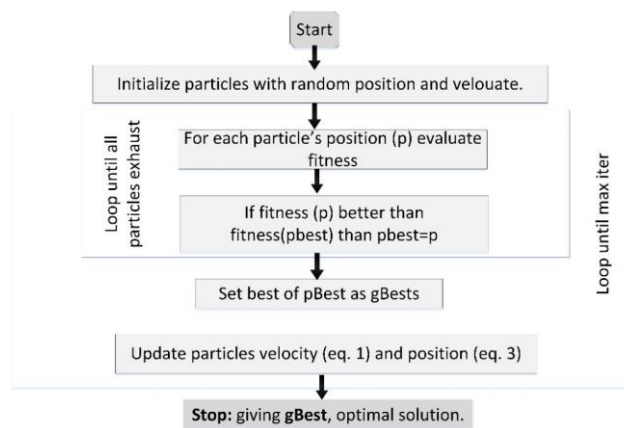 Start
Initialize particles with random position and velouate.
Loop until all
particles exhaust
For each particle's position (p) evaluate
fitness
If fitness (p) better than
fitness(pbest) than pbest=p
Loop until max iter
Set best of pBest as gBests
Update particles velocity (eq. 1) and position (eq. 3)
Stop: giving gBest, optimal solution.